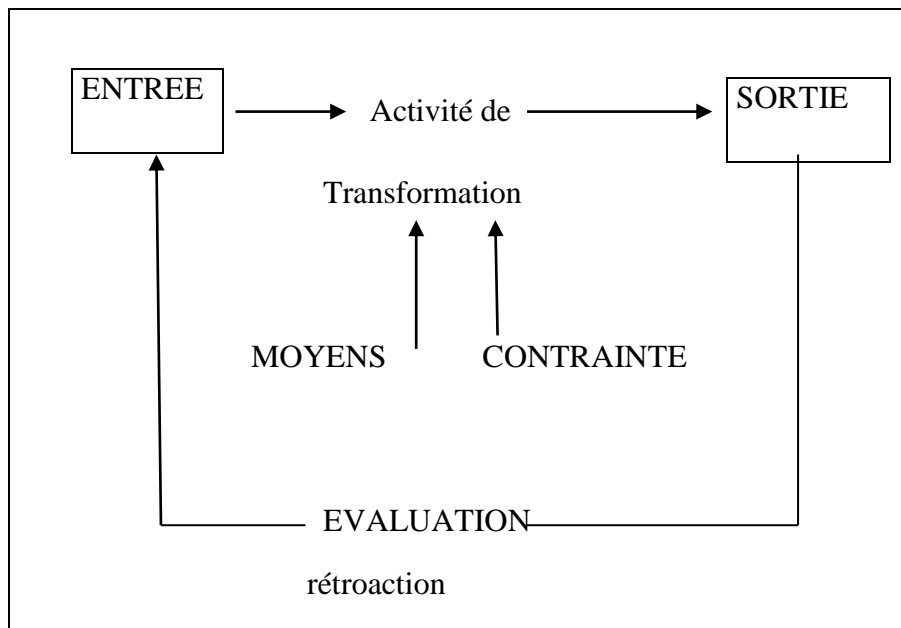 ENTREE
Activité de
SORTIE
Transformation
MOYENS
CONTRAINTE
EVALUATION
rétroaction